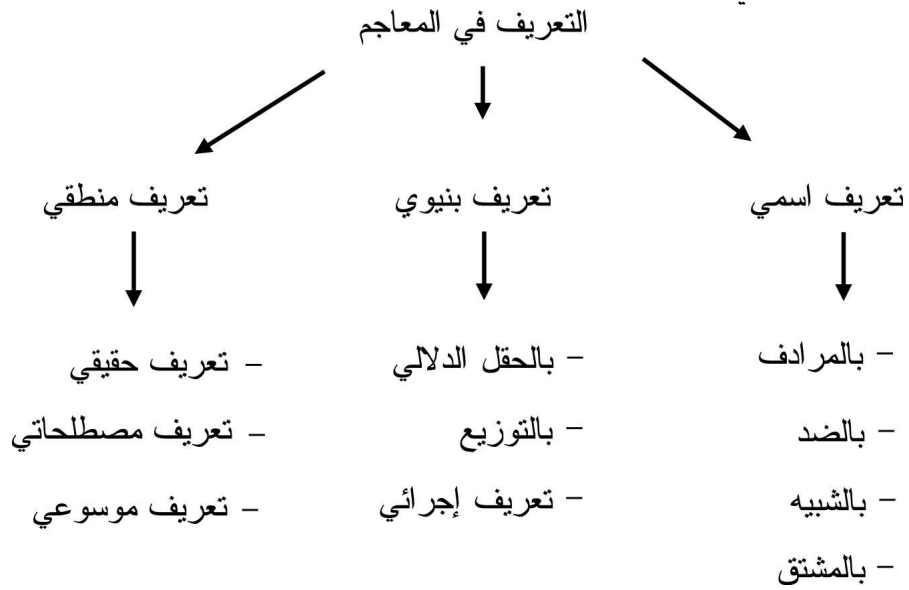 التعريف في المعاجم
تعريف اسمي
تعريف بنيوي
تعريف منطقي
- بالمرادف
- بالضد
- بالشبيه
- بالمشتق
- بالحقل الدلالي
- بالتوزيع
- تعريف إجرائي
- تعريف حقيقي
- تعريف مصطلحاتي
- تعريف موسوعي